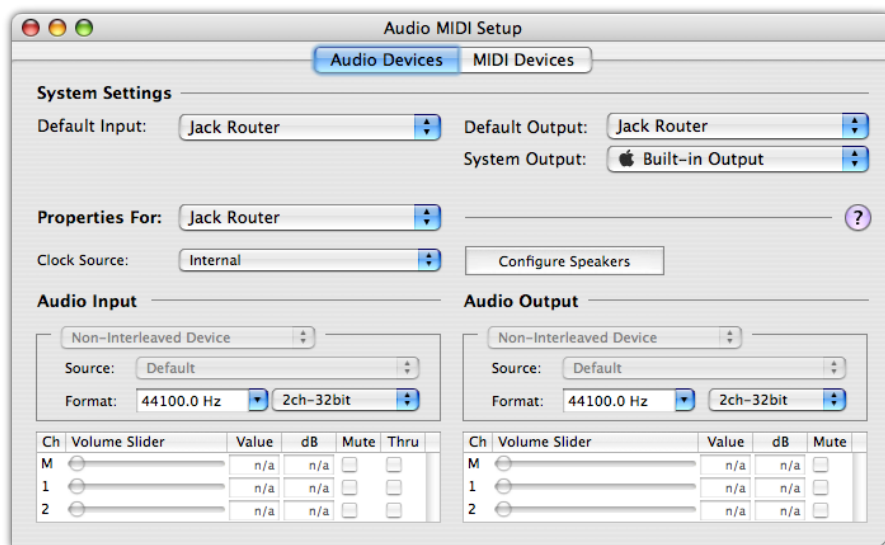 Audio MIDI Setup
Audio Devices MIDI Devices
System Settings
Default Input: Jack Router
Default Output: Jack Router
System Output: Built-in Output
Properties For: Jack Router ?
Clock Source: Internal
Configure Speakers
Audio Input
Non-Interleaved Device
Source: Default
Format: 44100.0 Hz 2ch-32bit
Ch Volume Slider Value dB Mute Thru
M n/a n/a
1 n/a n/a
2 n/a n/a
Audio Output
Non-Interleaved Device
Source: Default
Format: 44100.0 Hz 2ch-32bit
Ch Volume Slider Value dB Mute
M n/a n/a
1 n/a n/a
2 n/a n/a